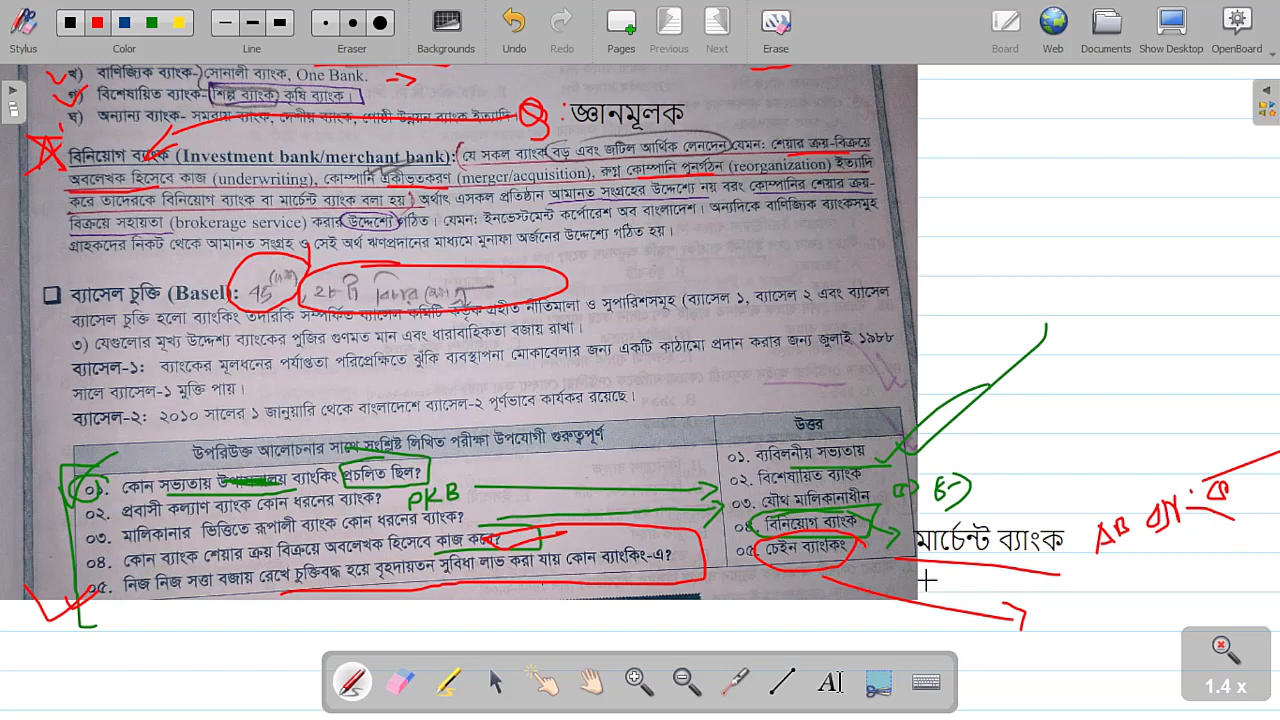 Stylus
Color
Line
Eraser
Backgrounds
Undo
Redo
Pages
Previous
Next
Erase
Board
Web
Documents
Show Desktop
OpenBoard
খ) বাণিজ্যিক ব্যাংক-) সোনালী ব্যাংক, One Bank.
গ) বিশেষায়িত ব্যাংক- শিল্প ব্যাংক) কৃষি ব্যাংক।
ঘ) অন্যান্য ব্যাংক- সমবায় ব্যাংক, দেশীয় ব্যাংক, গোষ্ঠী উন্নয়ন ব্যাংক ইত্যাদি
: জ্ঞানমূলক
বিনিয়োগ ব্যাংক (Investment bank/merchant bank): (যে সকল ব্যাংক বড় এবং জটিল আর্থিক লেনদেন যেমন: শেয়ার ক্রয়-বিক্রয়ে
অবলেখক হিসেবে কাজ (underwriting), কোম্পানি একীভূতকরণ (merger/acquisition), রুগ্ন কোম্পানি পুনর্গঠন (reorganization) ইত্যাদি
করে তাদেরকে বিনিয়োগ ব্যাংক বা মার্চেন্ট ব্যাংক বলা হয়।) অর্থাৎ এসকল প্রতিষ্ঠান আমানত সংগ্রহের উদ্দেশ্যে নয় বরং কোম্পানির শেয়ার ক্রয়-
বিক্রয়ে সহায়তা (brokerage service) করার উদ্দেশ্যে গঠিত। যেমন: ইনভেস্টমেন্ট কর্পোরেশ অব বাংলাদেশ। অন্যদিকে বাণিজ্যিক ব্যাংকসমূহ
গ্রাহকদের নিকট থেকে আমানত সংগ্রহ ও সেই অর্থ ঋণপ্রদানের মাধ্যমে মুনাফা অর্জনের উদ্দেশ্যে গঠিত হয়।
ব্যাসেল চুক্তি (Basel):
ব্যাসেল চুক্তি হলো ব্যাংকিং তদারকি সম্পর্কিত ব্যাসেল কমিটি কর্তৃক গ্রহীত নীতিমালা ও সুপারিশসমূহ (ব্যাসেল ১, ব্যাসেল ২ এবং ব্যাসেল
৩) যেগুলোর মূখ্য উদ্দেশ্য ব্যাংকের পুজির গুণমত মান এবং ধারাবাহিকতা বজায় রাখা।
ব্যাসেল-১: ব্যাংকের মূলধনের পর্যাপ্ততা পরিপ্রেক্ষিতে ঝুঁকি ব্যবস্থাপনা মোকাবেলার জন্য একটি কাঠামো প্রদান করার জন্য জুলাই ১৯৮৮
সালে ব্যাসেল-১ মুক্তি পায়।
ব্যাসেল-২: ২০১০ সালের ১ জানুয়ারি থেকে বাংলাদেশে ব্যাসেল-২ পূর্ণভাবে কার্যকর রয়েছে।
উপরিউক্ত আলোচনার সাথে সংশ্লিষ্ট লিখিত পরীক্ষা উপযোগী গুরুত্বপূর্ণ
উত্তর
০১. কোন সভ্যতায় ব্যাংকিং প্রচলিত ছিল?
০১. ব্যবিলনীয় সভ্যতায়
০২. প্রবাসী কল্যাণ ব্যাংক কোন ধরনের ব্যাংক?
PKB
০২. বিশেষায়িত ব্যাংক
০৩. মালিকানার ভিত্তিতে রূপালী ব্যাংক কোন ধরনের ব্যাংক?
০৩. যৌথ মালিকানাধীন
০৪. কোন ব্যাংক শেয়ার ক্রয় বিক্রয়ে অবলেখক হিসেবে কাজ করে?
০৪. বিনিয়োগ ব্যাংক
মার্চেন্ট ব্যাংক
AB
০৫. নিজ নিজ সত্তা বজায় রেখে চুক্তিবদ্ধ হয়ে বৃহদায়তন সুবিধা লাভ করা যায় কোন ব্যাংকিং-এ?
০৫. চেইন ব্যাংকিং
1.4 x